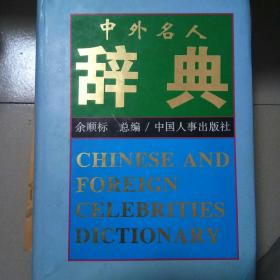 中外名人
辞典
余顺标 总编/中国人事出版社
CHINESE AND
FOREIGN
CELEBRITIES
DICTIONARY